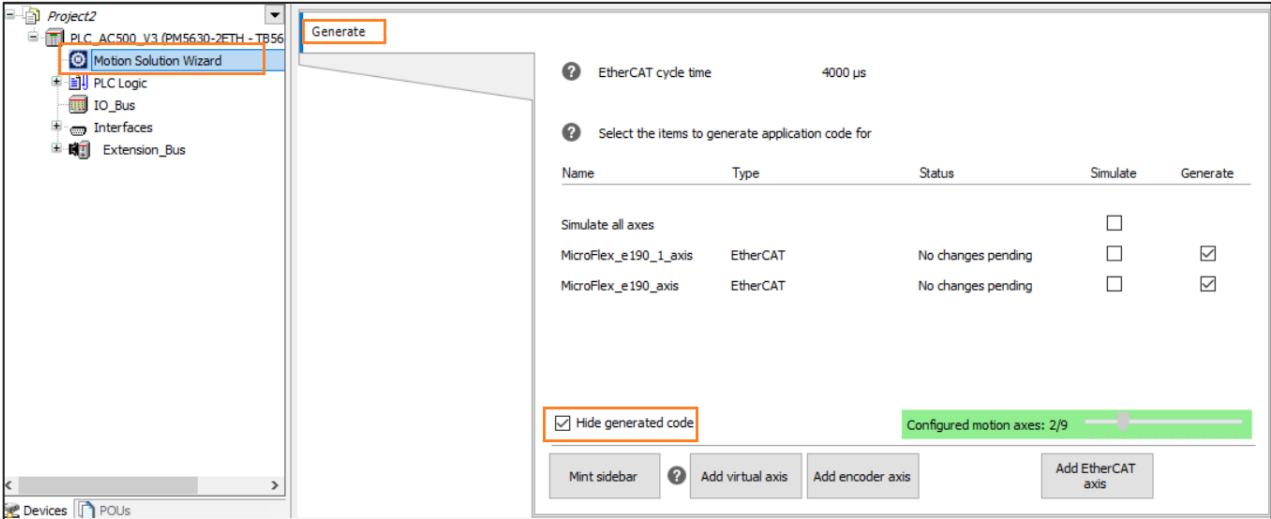 Project2
PLC_AC500_V3 (PM5630-2ETH - TB56
Motion Solution Wizard
PLC Logic
IO_Bus
Interfaces
Extension_Bus
Devices
POUs
Generate
EtherCAT cycle time 4000 µs
Select the items to generate application code for
Name Type Status Simulate Generate
Simulate all axes
MicroFlex_e190_1_axis EtherCAT No changes pending
MicroFlex_e190_axis EtherCAT No changes pending
Hide generated code
Configured motion axes: 2/9
Mint sidebar ? Add virtual axis Add encoder axis Add EtherCAT
axis